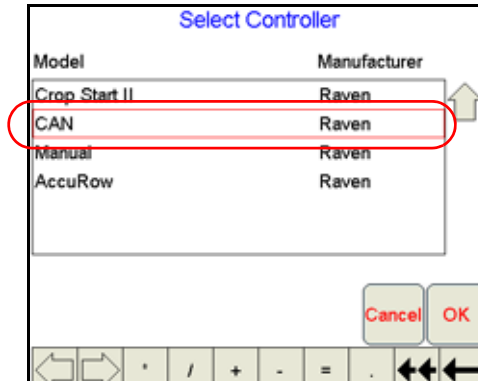 Select Controller
Model Manufacturer
Crop Start II Raven
CAN Raven
Manual Raven
AccuRow Raven
Cancel OK
' / + - = .